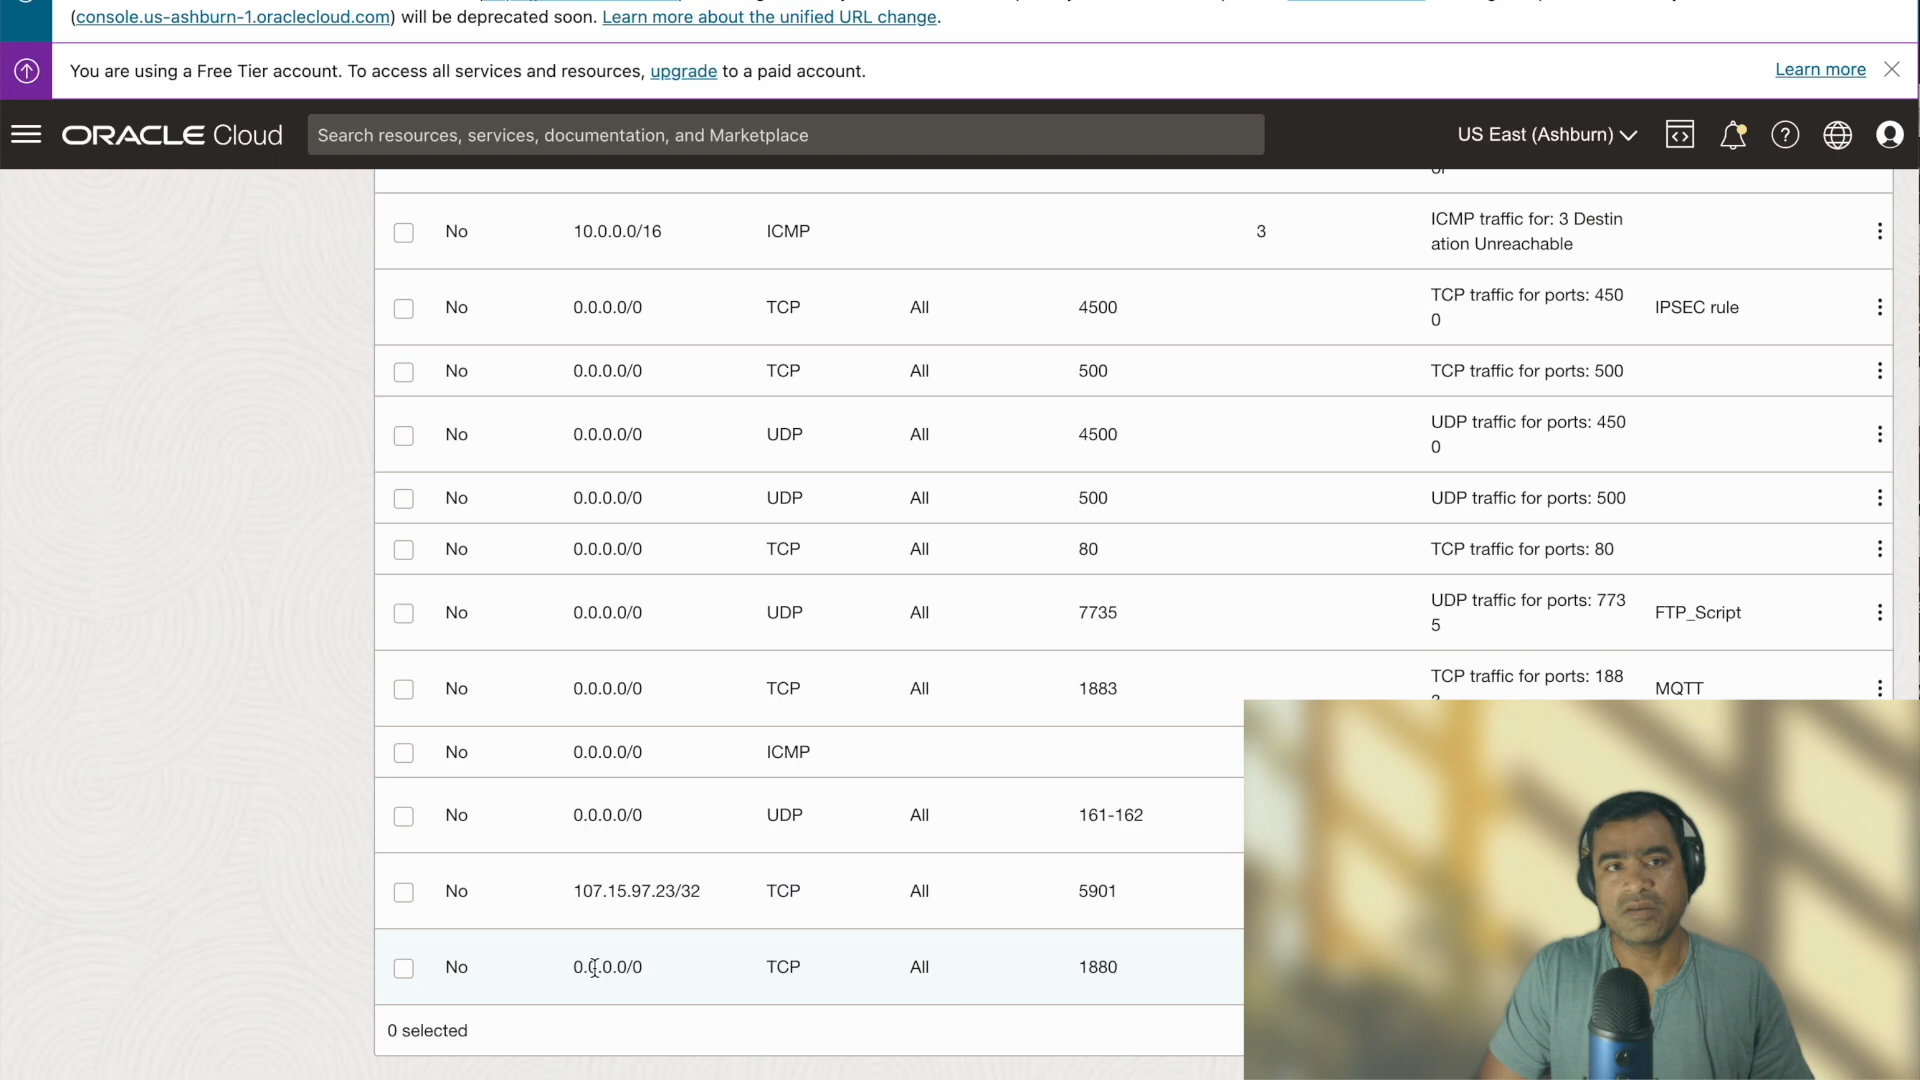 (console.us-ashburn-1.oraclecloud.com) will be deprecated soon. Learn more about the unified URL change.
You are using a Free Tier account. To access all services and resources, upgrade to a paid account.
Learn more
ORACLE Cloud
Search resources, services, documentation, and Marketplace
US East (Ashburn)
No 10.0.0.0/16 ICMP 3 ICMP traffic for: 3 Destin
ation Unreachable
No 0.0.0.0/0 TCP All 4500 TCP traffic for ports: 450 IPSEC rule
0
No 0.0.0.0/0 TCP All 500 TCP traffic for ports: 500
No 0.0.0.0/0 UDP All 4500 UDP traffic for ports: 450
0
No 0.0.0.0/0 UDP All 500 UDP traffic for ports: 500
No 0.0.0.0/0 TCP All 80 TCP traffic for ports: 80
No 0.0.0.0/0 UDP All 7735 UDP traffic for ports: 773 FTP_Script
5
No 0.0.0.0/0 TCP All 1883 TCP traffic for ports: 188 MQTT
No 0.0.0.0/0 ICMP
No 0.0.0.0/0 UDP All 161-162
No 107.15.97.23/32 TCP All 5901
No 0.0.0.0/0 TCP All 1880
0 selected